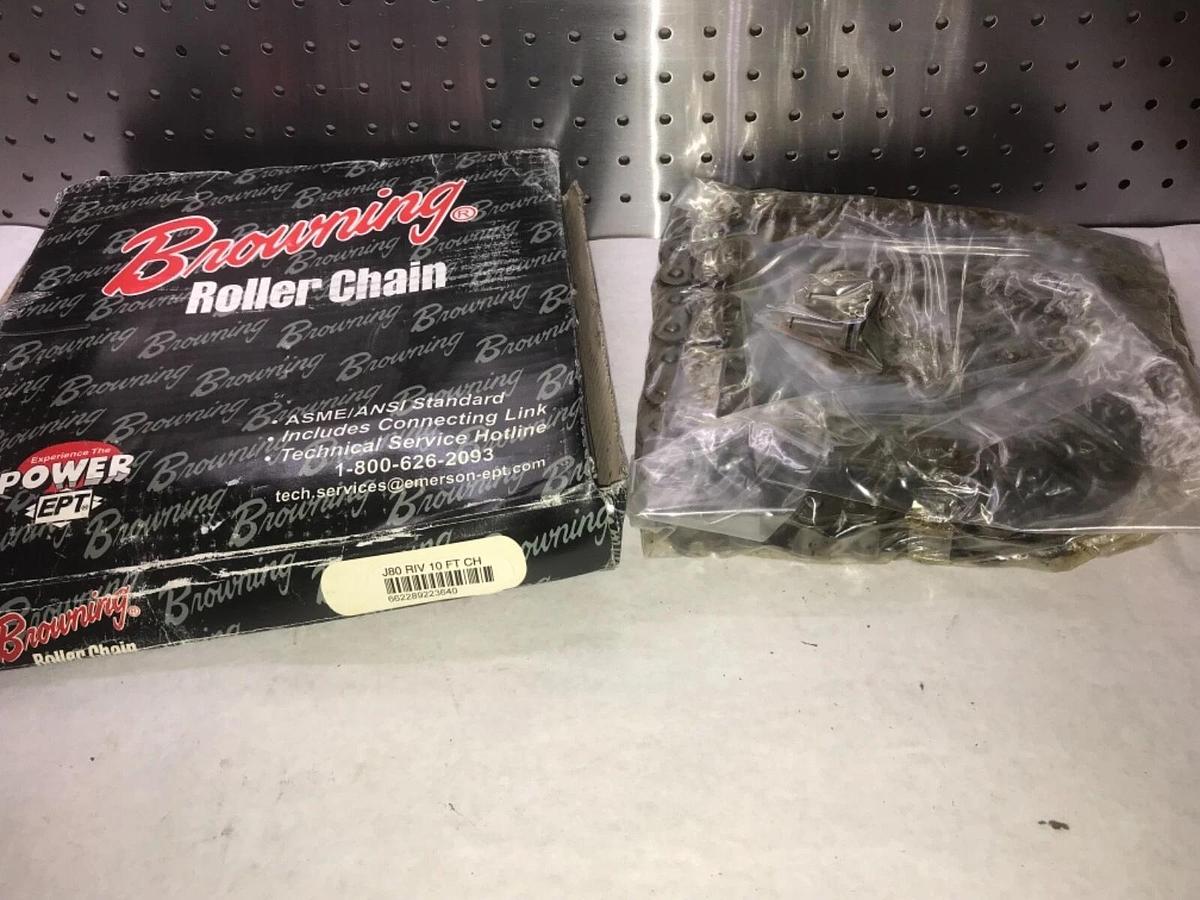 Browning®
Roller Chain
• ASME/ANSI Standard
• Includes Connecting Link
• Technical Service Hotline
1-800-626-2093
tech.services@emerson-ept.com
Experience The
POWER
EPT
J80 RIV 10 FT CH
662289223640
Browning®
Roller Chain